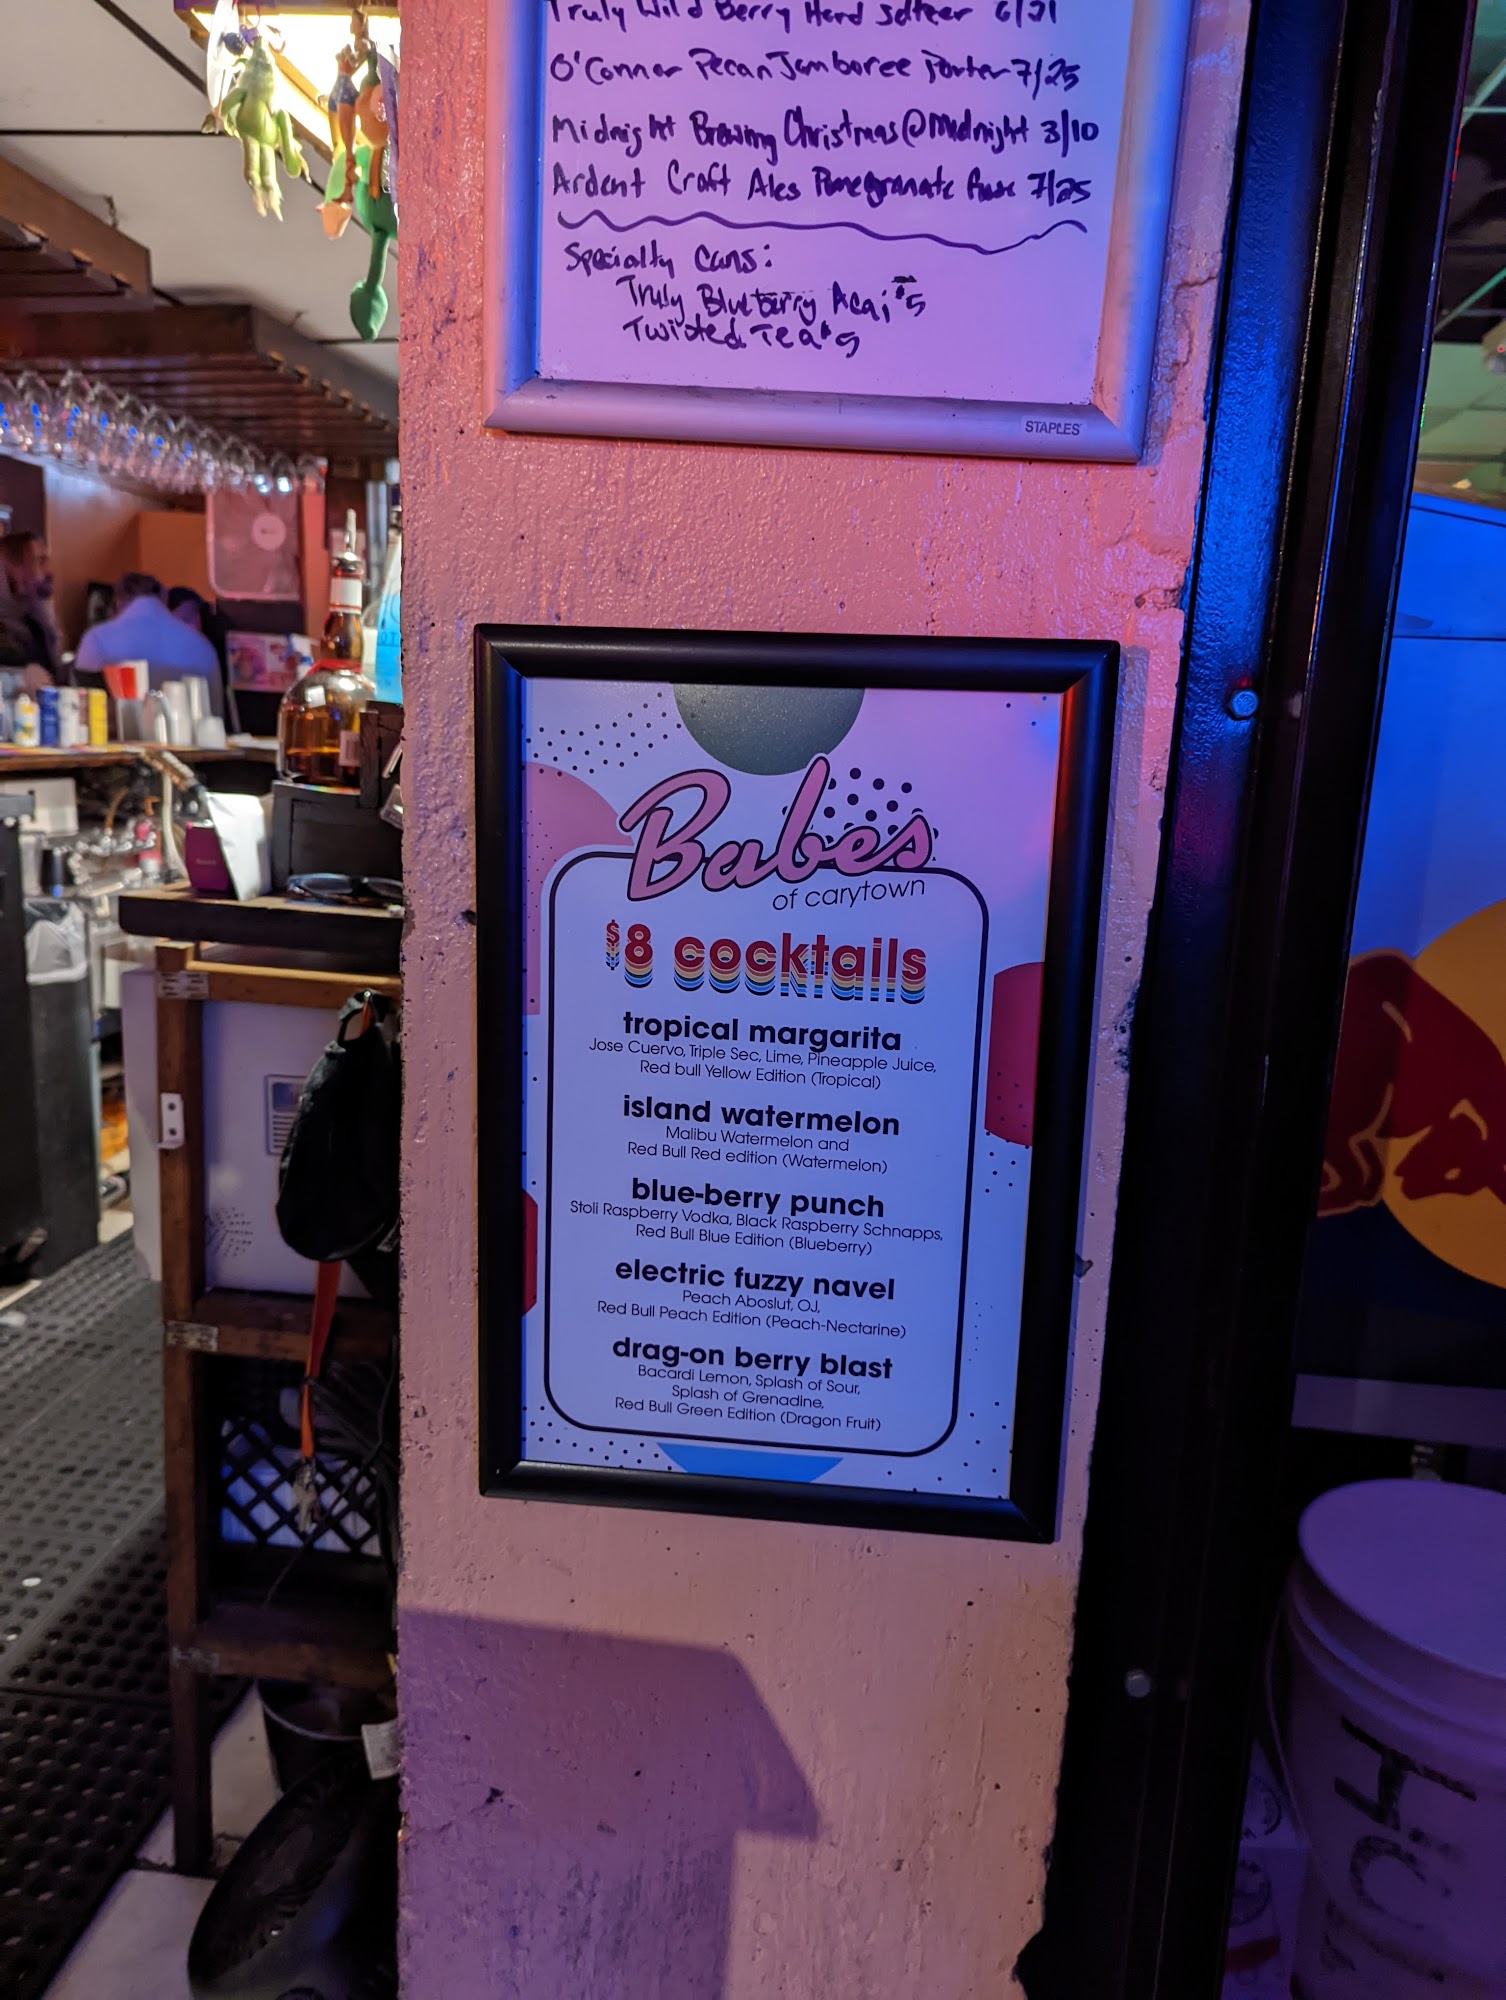 Truly Wild Berry Hard Seltzer 6/21
O'Connor Pecan Jamboree Porter 7/25
Midnight Brewing Christmas @ Midnight 3/10
Ardent Craft Ales Pomegranate 7/25
Specialty Cans:
Truly Blueberry Acai $5
Twisted Tea $5
STAPLES
Babes
of carytown
$8 cocktails
tropical margarita
Jose Cuervo, Triple Sec, Lime, Pineapple Juice,
Red bull Yellow Edition (Tropical)
island watermelon
Malibu Watermelon and
Red Bull Red edition (Watermelon)
blue-berry punch
Stoli Raspberry Vodka, Black Raspberry Schnapps,
Red Bull Blue Edition (Blueberry)
electric fuzzy navel
Peach Aboslut, OJ,
Red Bull Peach Edition (Peach-Nectarine)
drag-on berry blast
Bacardi Lemon, Splash of Sour,
Splash of Grenadine,
Red Bull Green Edition (Dragon Fruit)